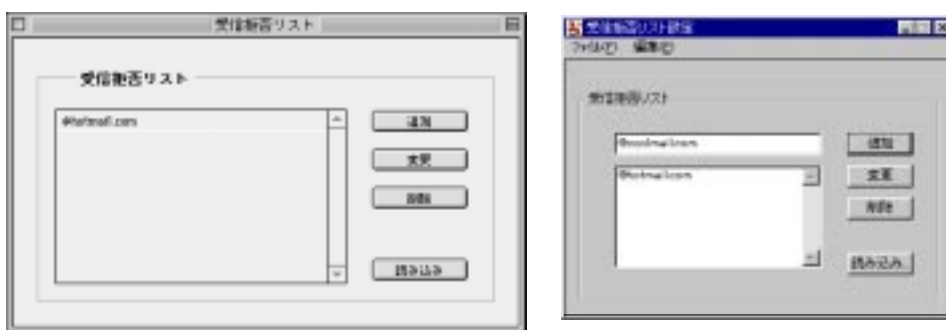 受信拒否リスト
受信拒否リスト
@hotmail.com
追加
変更
削除
読み込み
受信拒否リスト設定
ファイル(F) 編集(E)
受信拒否リスト
追加
@hotmail.com
変更
削除
読み込み